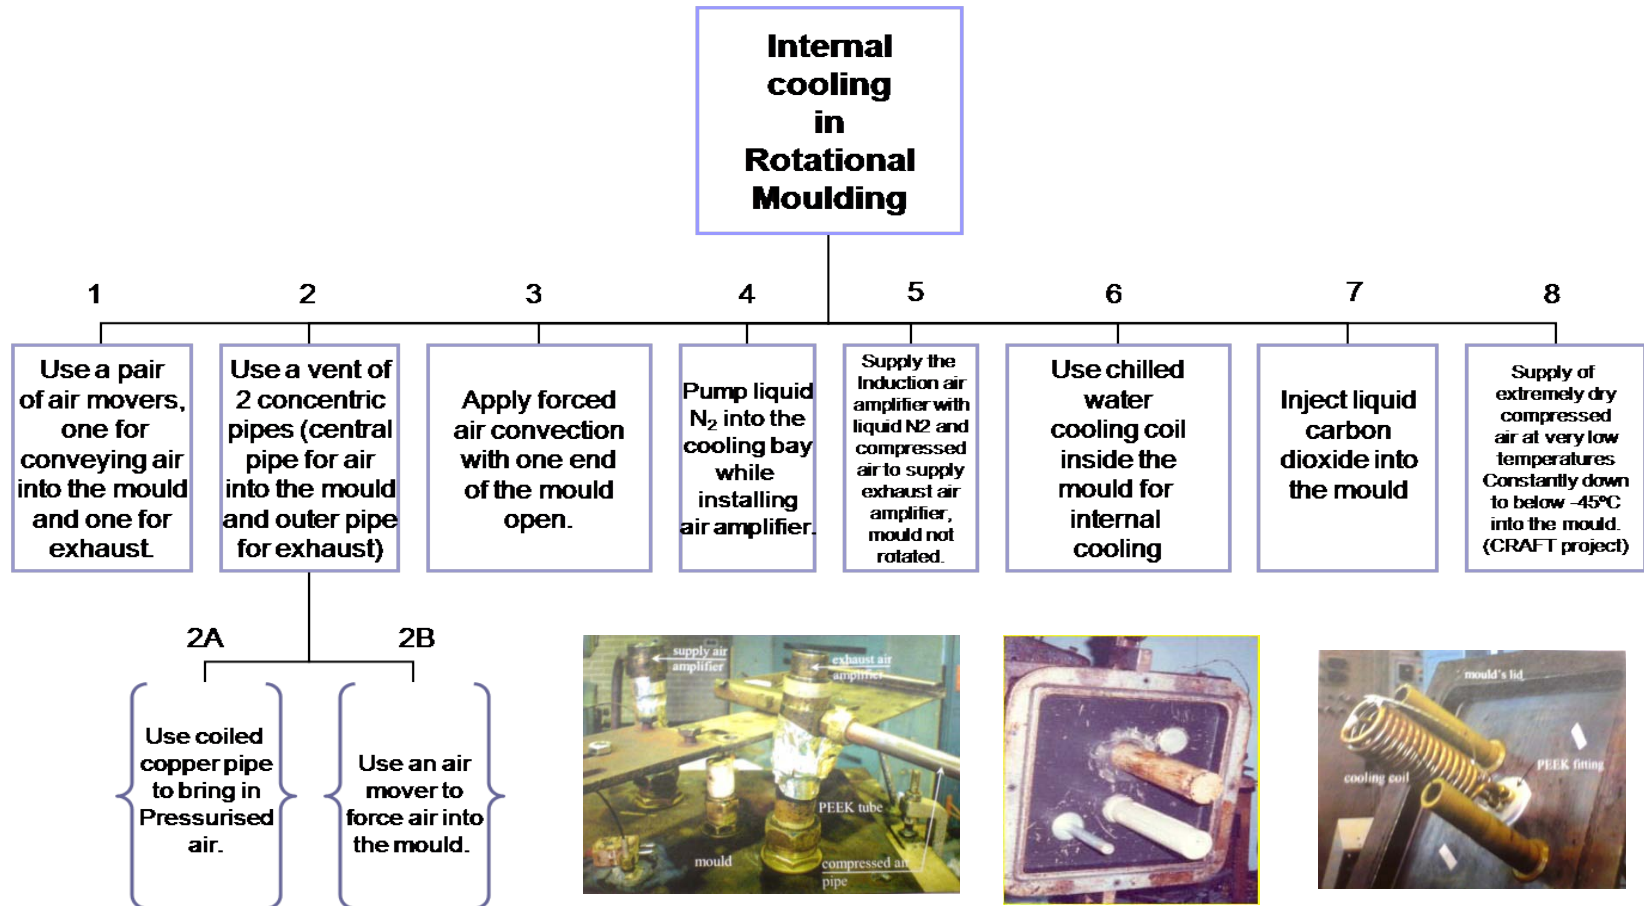 Internal
cooling
in
Rotational
Moulding
1
2
3
4
5
6
7
8
Use a pair
of air movers,
one for
conveying air
into the mould
and one for
exhaust.
Use a vent of
2 concentric
pipes (central
pipe for air
into the mould
and outer pipe
for exhaust)
Apply forced
air convection
with one end
of the mould
open.
Pump liquid
N2 into the
cooling bay
while
installing
air amplifier.
Supply the
Induction air
amplifier with
liquid N2 and
compressed
air to supply
exhaust air
amplifier,
mould not
rotated.
Use chilled
water
cooling coil
inside the
mould for
internal
cooling
Inject liquid
carbon
dioxide into
the mould
Supply of
extremely dry
compressed
air at very low
temperatures
Constantly down
to below -45ºC
into the mould.
(CRAFT project)
2A
2B
Use coiled
copper pipe
to bring in
Pressurised
air.
Use an air
mover to
force air into
the mould.
supply air
amplifier
exhaust air
amplifier
PEEK tube
mould
compressed air
pipe
mould's lid
cooling coil
PEEK fitting